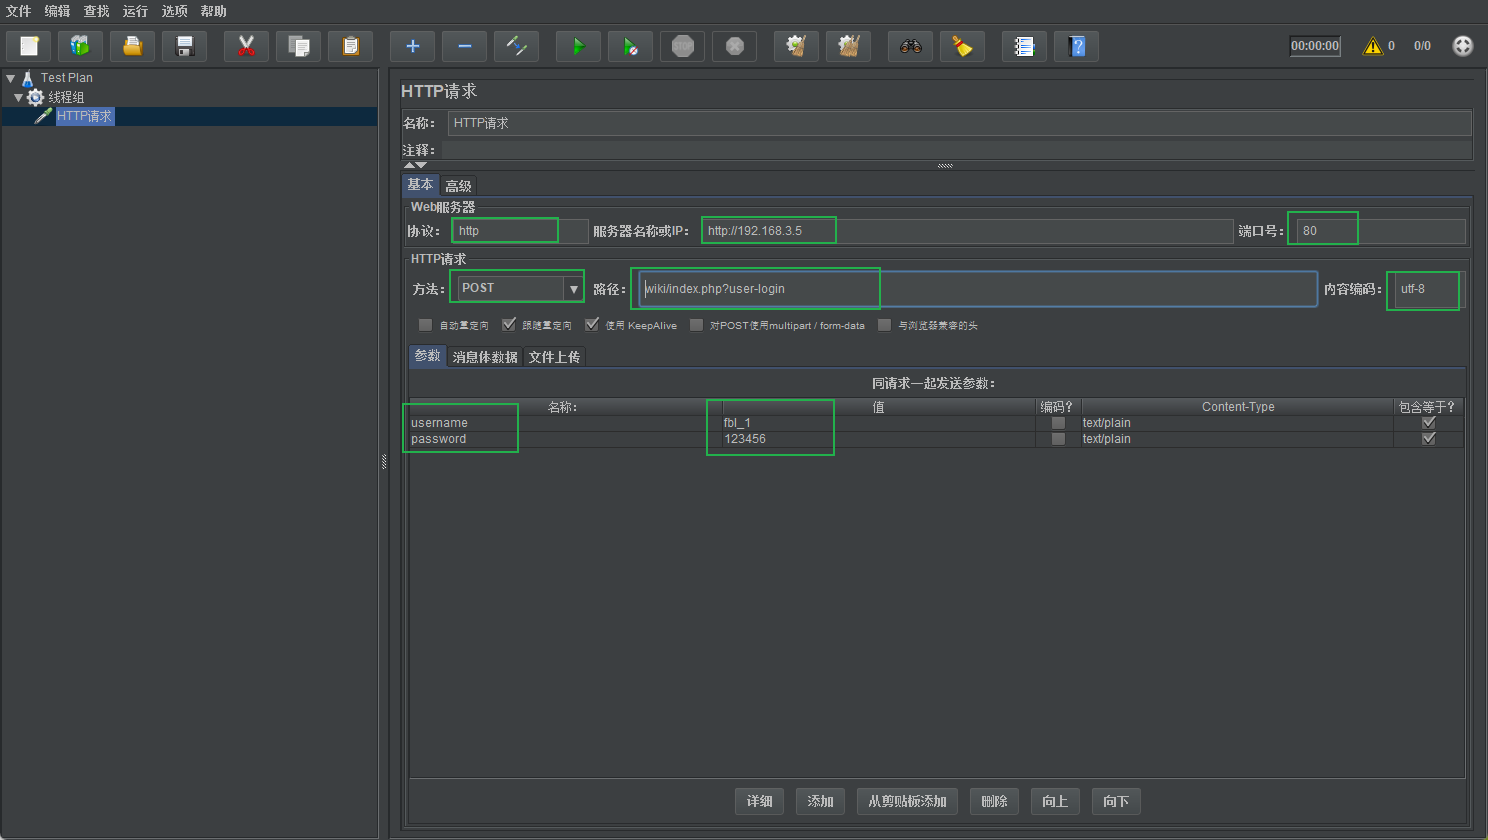 文件 编辑 查找 运行 选项 帮助
STOP 00:00:00 0 0/0
Test Plan
线程组
HTTP请求
HTTP请求
名称： HTTP请求
注释：
基本 高级
Web服务器
协议： http 服务器名称或IP： http://192.168.3.5 端口号： 80
HTTP请求
方法： POST 路径： wiki/index.php?user-login 内容编码： utf-8
自动重定向 跟随重定向 使用 KeepAlive 对POST使用multipart / form-data 与浏览器兼容的头
参数 消息体数据 文件上传
同请求一起发送参数：
名称： 值 编码？ Content-Type 包含等于？
username fbl_1 text/plain
password 123456 text/plain
详细 添加 从剪贴板添加 删除 向上 向下